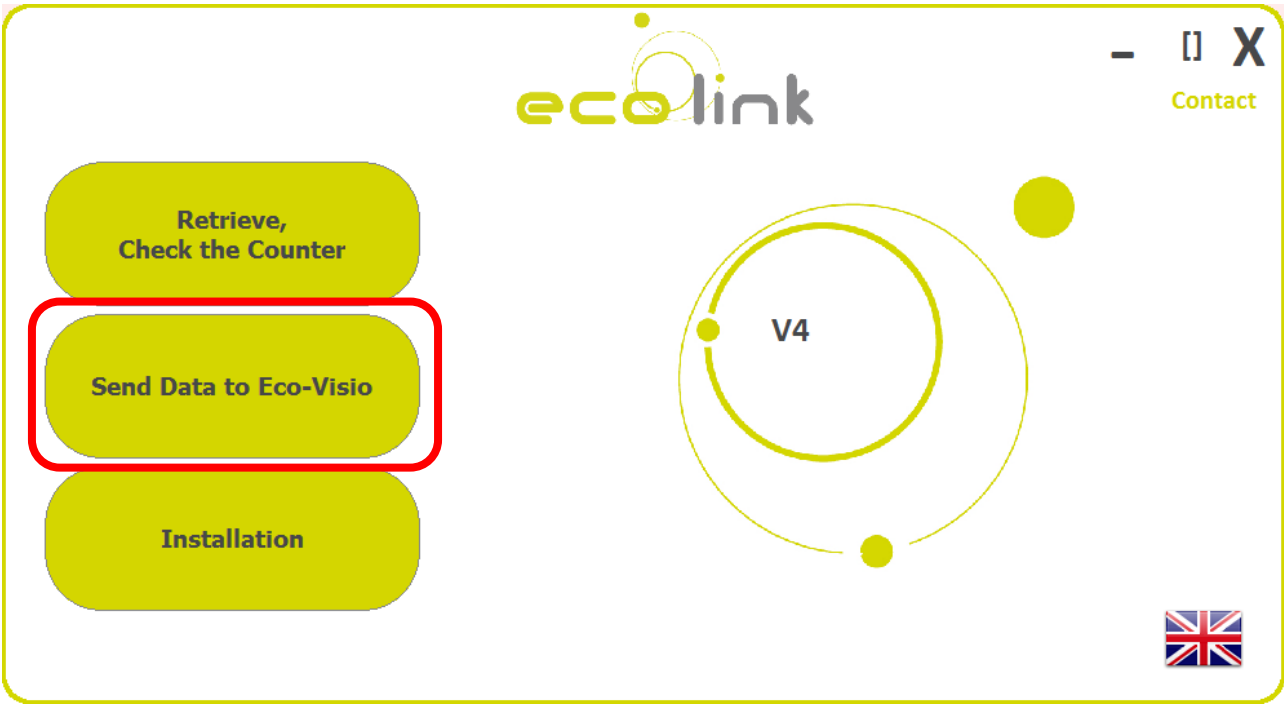 ecolink
– [] X
Contact
Retrieve,
Check the Counter
Send Data to Eco-Visio
V4
Installation